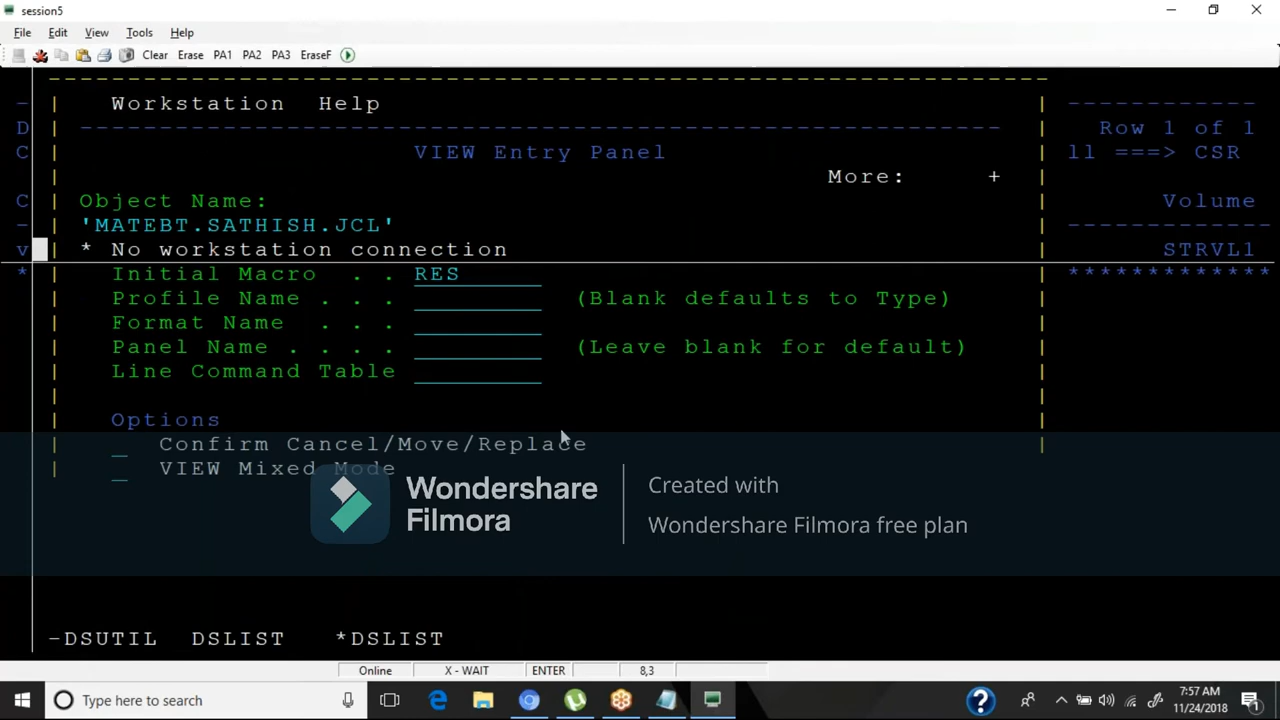 session5
File Edit View Tools Help
Clear Erase PA1 PA2 PA3 EraseF
Workstation Help
D Row 1 of 1
C VIEW Entry Panel ll ===> CSR
More: +
C Object Name: Volume
'MATEBT.SATHISH.JCL'
v * No workstation connection STRVL1
* Initial Macro . . RES *************
Profile Name . . . (Blank defaults to Type)
Format Name . . .
Panel Name . . . . (Leave blank for default)
Line Command Table
Options
Confirm Cancel/Move/Replace
VIEW Mixed Mode
Wondershare Filmora
Created with
Wondershare Filmora free plan
-DSUTIL DSLIST *DSLIST
Online X - WAIT ENTER 8,3
Type here to search
7:57 AM
11/24/2018